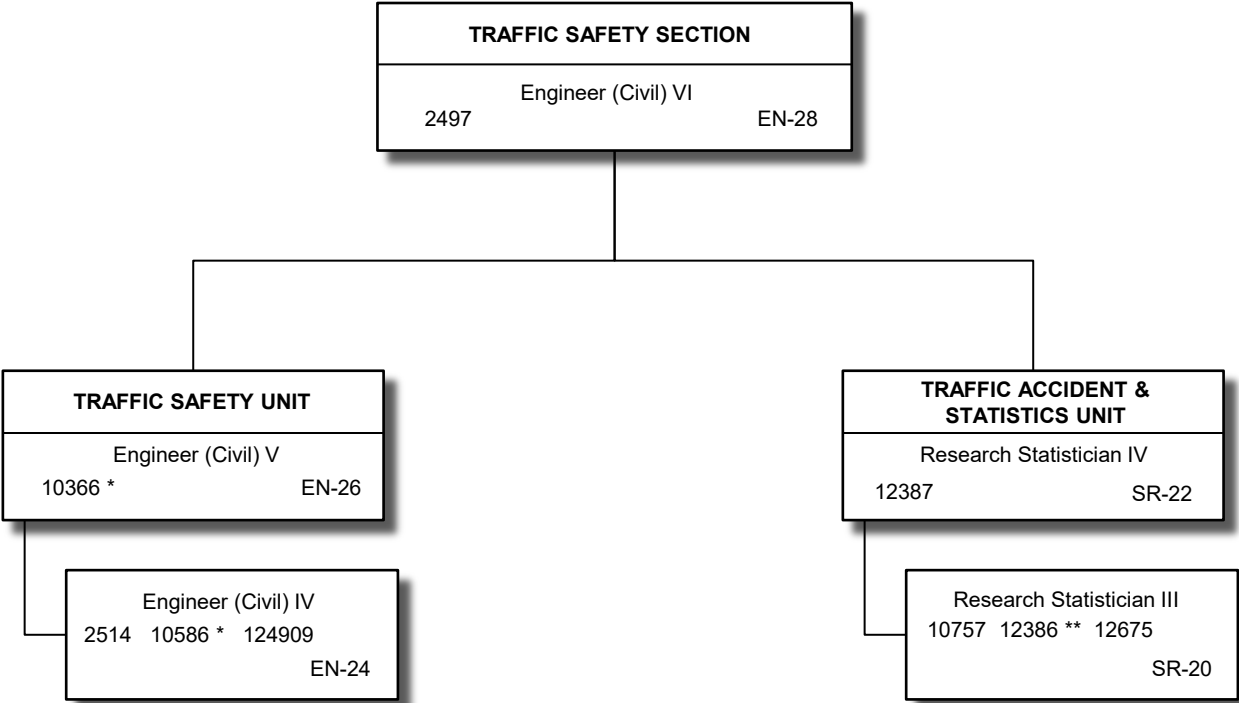 TRAFFIC SAFETY SECTION
Engineer (Civil) VI
2497 EN-28
TRAFFIC SAFETY UNIT
Engineer (Civil) V
10366 * EN-26
Engineer (Civil) IV
2514 10586 * 124909
EN-24
TRAFFIC ACCIDENT &
STATISTICS UNIT
Research Statistician IV
12387 SR-22
Research Statistician III
10757 12386 ** 12675
SR-20